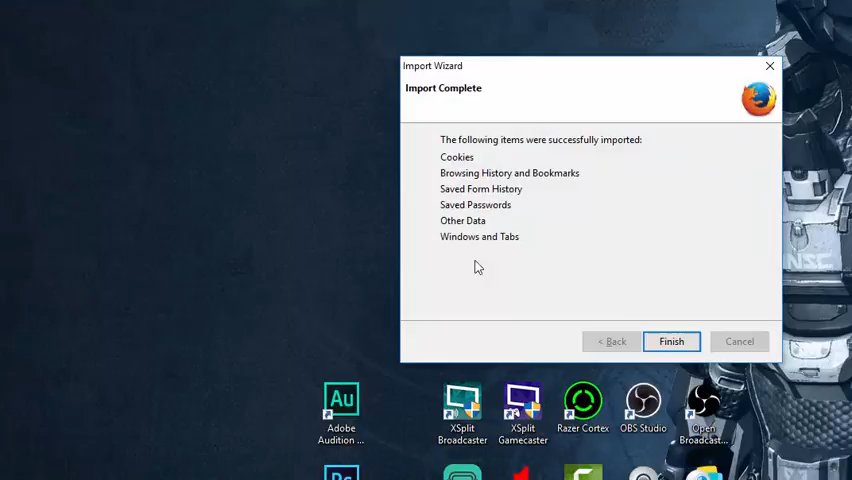 Import Wizard
Import Complete
The following items were successfully imported:
Cookies
Browsing History and Bookmarks
Saved Form History
Saved Passwords
Other Data
Windows and Tabs
< Back
Finish
Cancel
UNSC
Au
Adobe
Audition ...
XSplit
Broadcaster
XSplit
Gamecaster
Razer Cortex
OBS Studio
Open
Broadcast...